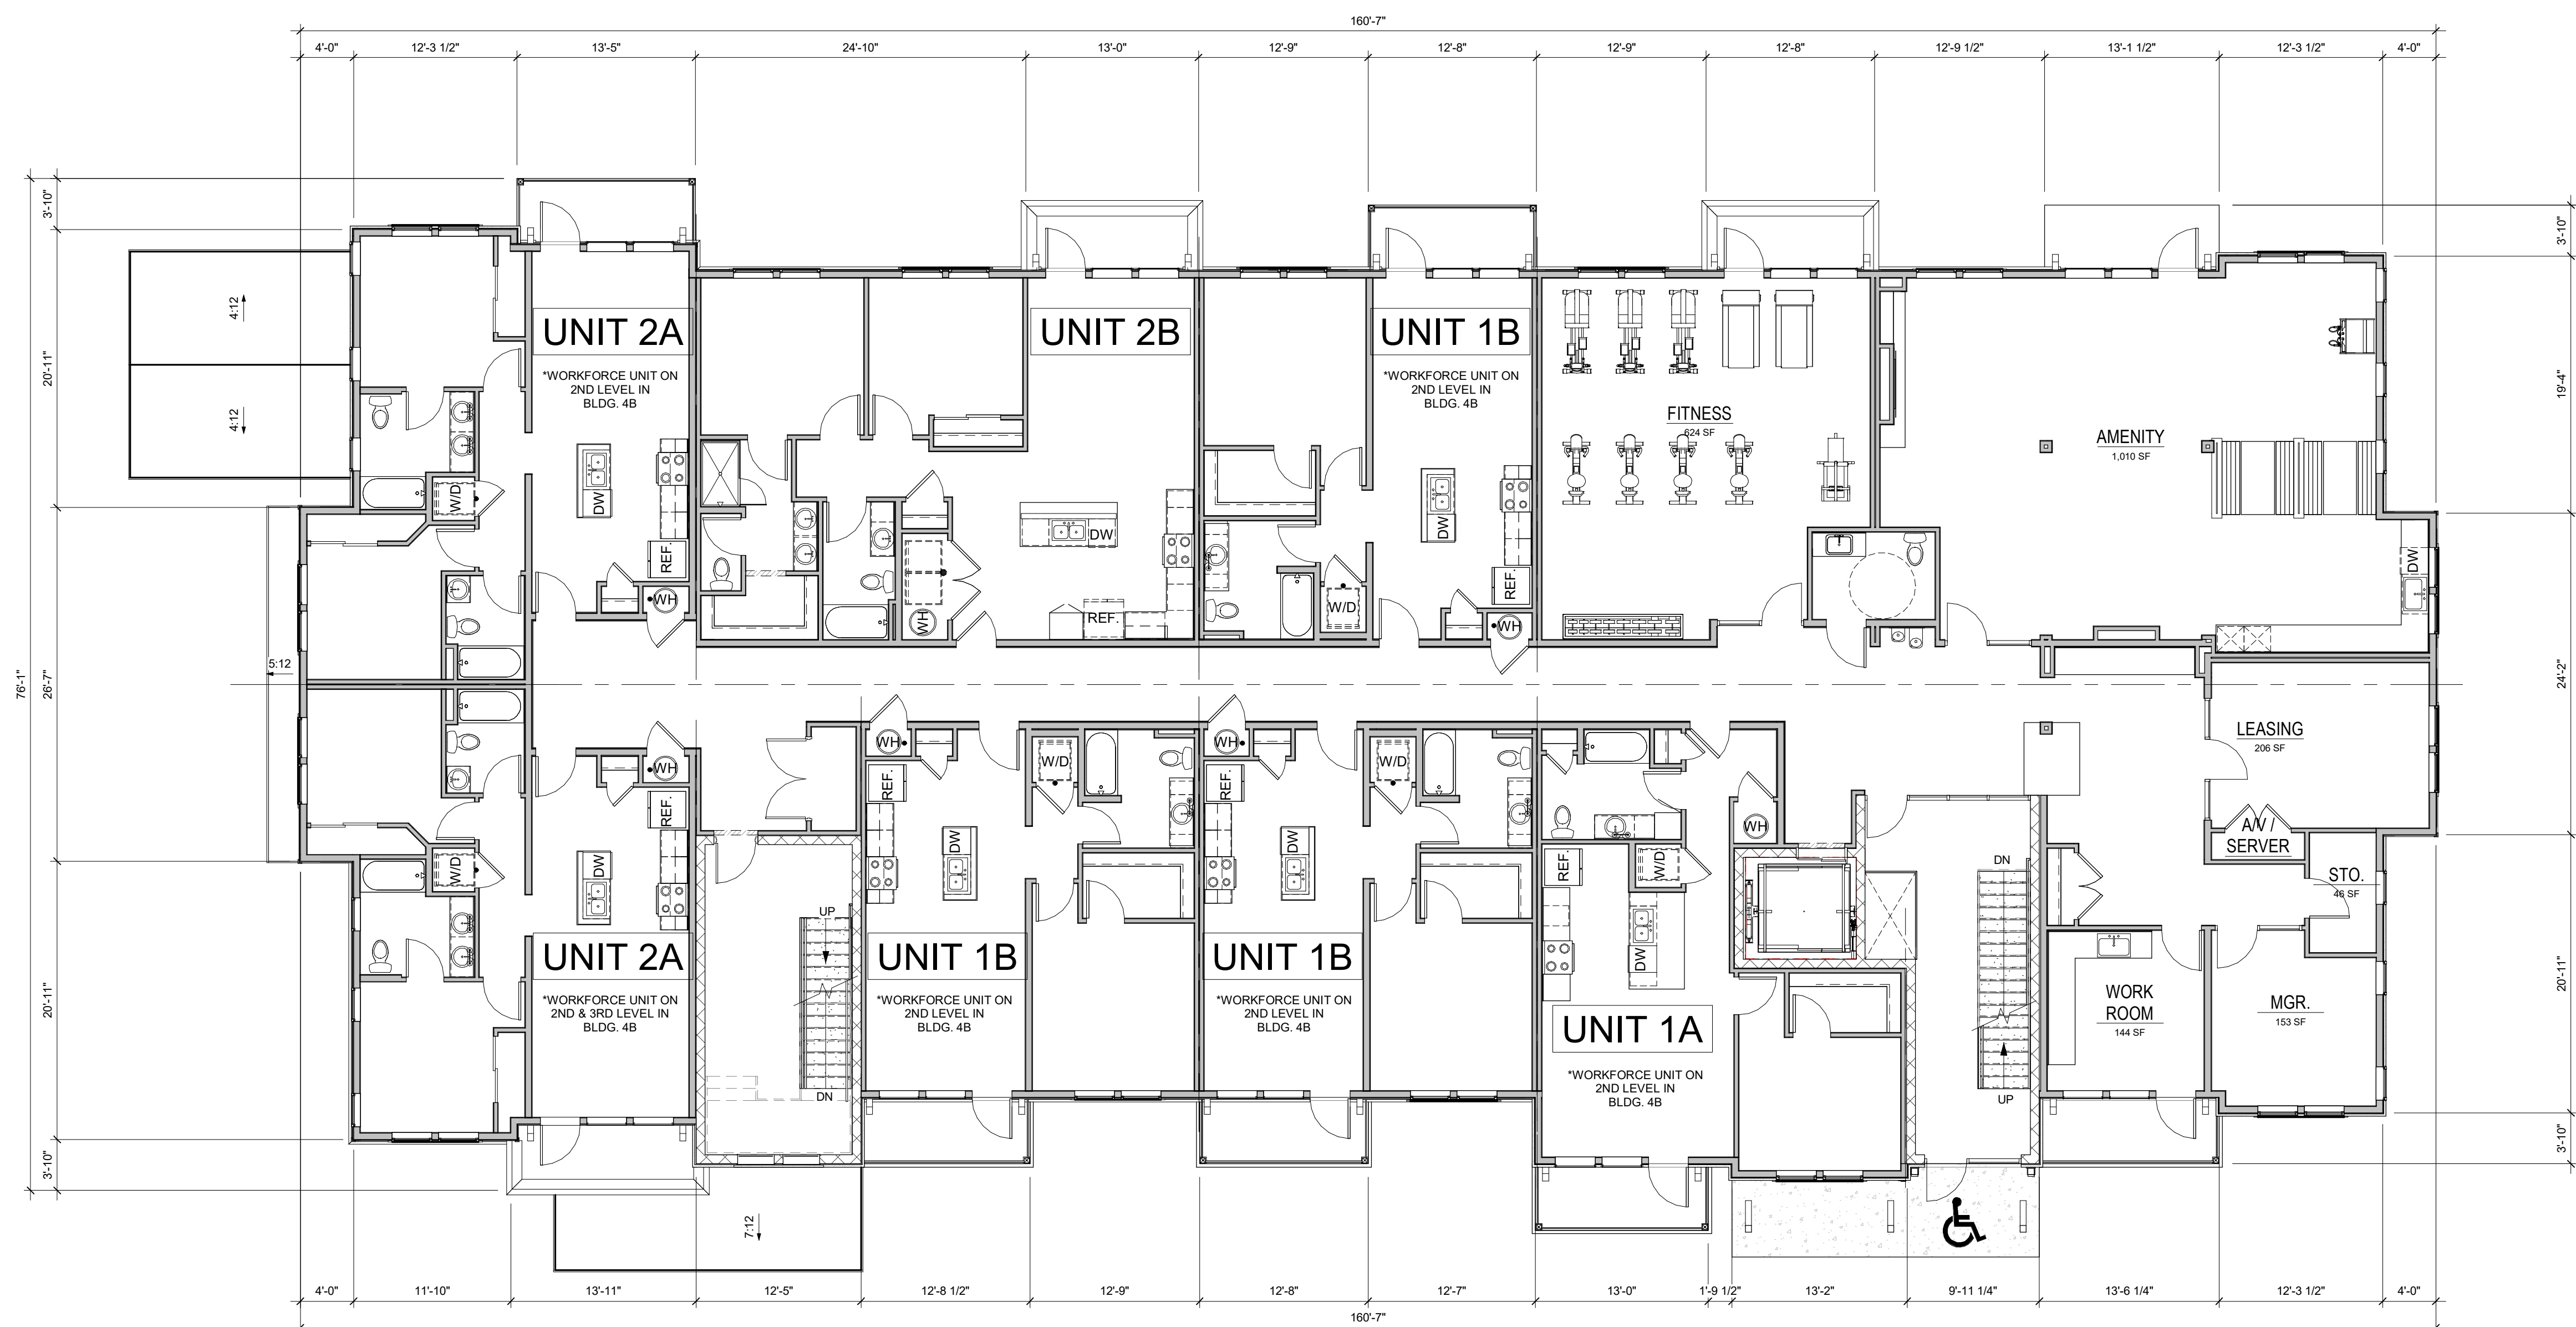 160'-7"
4'-0" 12'-3 1/2" 13'-5" 24'-10" 13'-0" 12'-9" 12'-8" 12'-9" 12'-8" 12'-9 1/2" 13'-1 1/2" 12'-3 1/2" 4'-0"
3'-10"
20'-11"
76'-1"
26'-7"
20'-11"
3'-10"
4:12
4:12
5:12
UNIT 2A
*WORKFORCE UNIT ON
2ND LEVEL IN
BLDG. 4B
DW
REF.
W/D
WH
UNIT 2B
DW
REF.
WH
UNIT 1B
*WORKFORCE UNIT ON
2ND LEVEL IN
BLDG. 4B
DW
REF.
W/D
WH
FITNESS
624 SF
AMENITY
1,010 SF
DW
3'-10"
19'-4"
24'-2"
20'-11"
3'-10"
LEASING
206 SF
A/V /
SERVER
STO.
46 SF
WORK
ROOM
144 SF
MGR.
153 SF
WH
REF.
W/D
DW
UNIT 2A
*WORKFORCE UNIT ON
2ND & 3RD LEVEL IN
BLDG. 4B
UP
DN
WH
REF.
W/D
DW
UNIT 1B
*WORKFORCE UNIT ON
2ND LEVEL IN
BLDG. 4B
WH
REF.
W/D
DW
UNIT 1B
*WORKFORCE UNIT ON
2ND LEVEL IN
BLDG. 4B
WH
REF.
W/D
DW
UNIT 1A
*WORKFORCE UNIT ON
2ND LEVEL IN
BLDG. 4B
DN
UP
7:12
4'-0" 11'-10" 13'-11" 12'-5" 12'-8 1/2" 12'-9" 12'-8" 12'-7" 13'-0" 1'-9 1/2" 13'-2" 9'-11 1/4" 13'-6 1/4" 12'-3 1/2" 4'-0"
160'-7"